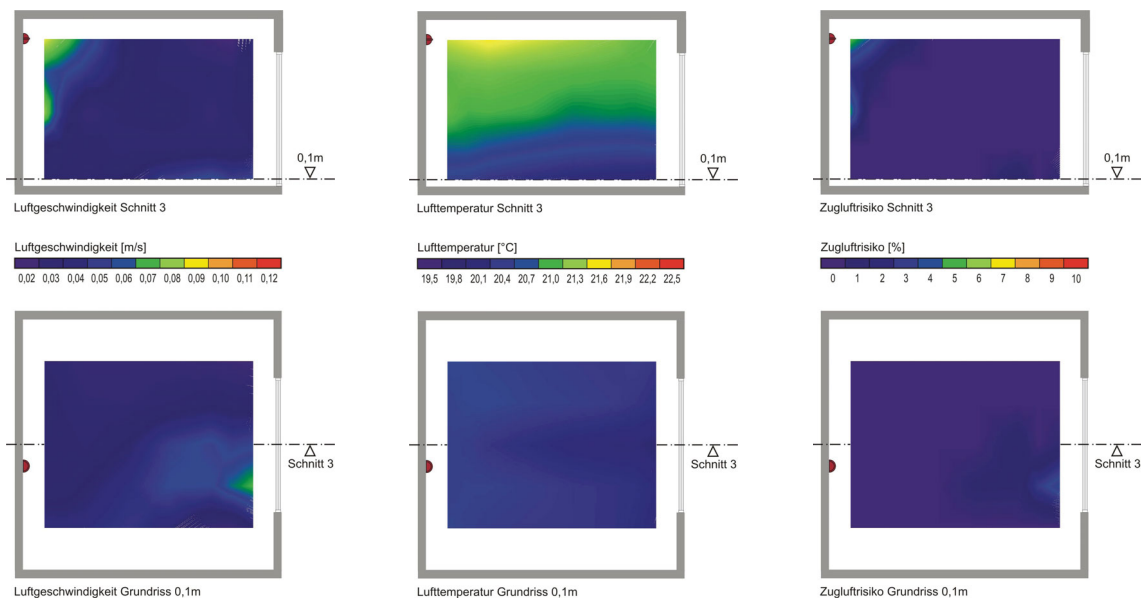 0,1m
0,1m
0,1m
Luftgeschwindigkeit Schnitt 3
Lufttemperatur Schnitt 3
Zugluftrisiko Schnitt 3
Luftgeschwindigkeit [m/s]
Lufttemperatur [°C]
Zugluftrisiko [%]
0,02 0,03 0,04 0,05 0,06 0,07 0,08 0,09 0,10 0,11 0,12
19,5 19,8 20,1 20,4 20,7 21,0 21,3 21,6 21,9 22,2 22,5
0 1 2 3 4 5 6 7 8 9 10
Schnitt 3
Schnitt 3
Schnitt 3
Luftgeschwindigkeit Grundriss 0,1m
Lufttemperatur Grundriss 0,1m
Zugluftrisiko Grundriss 0,1m